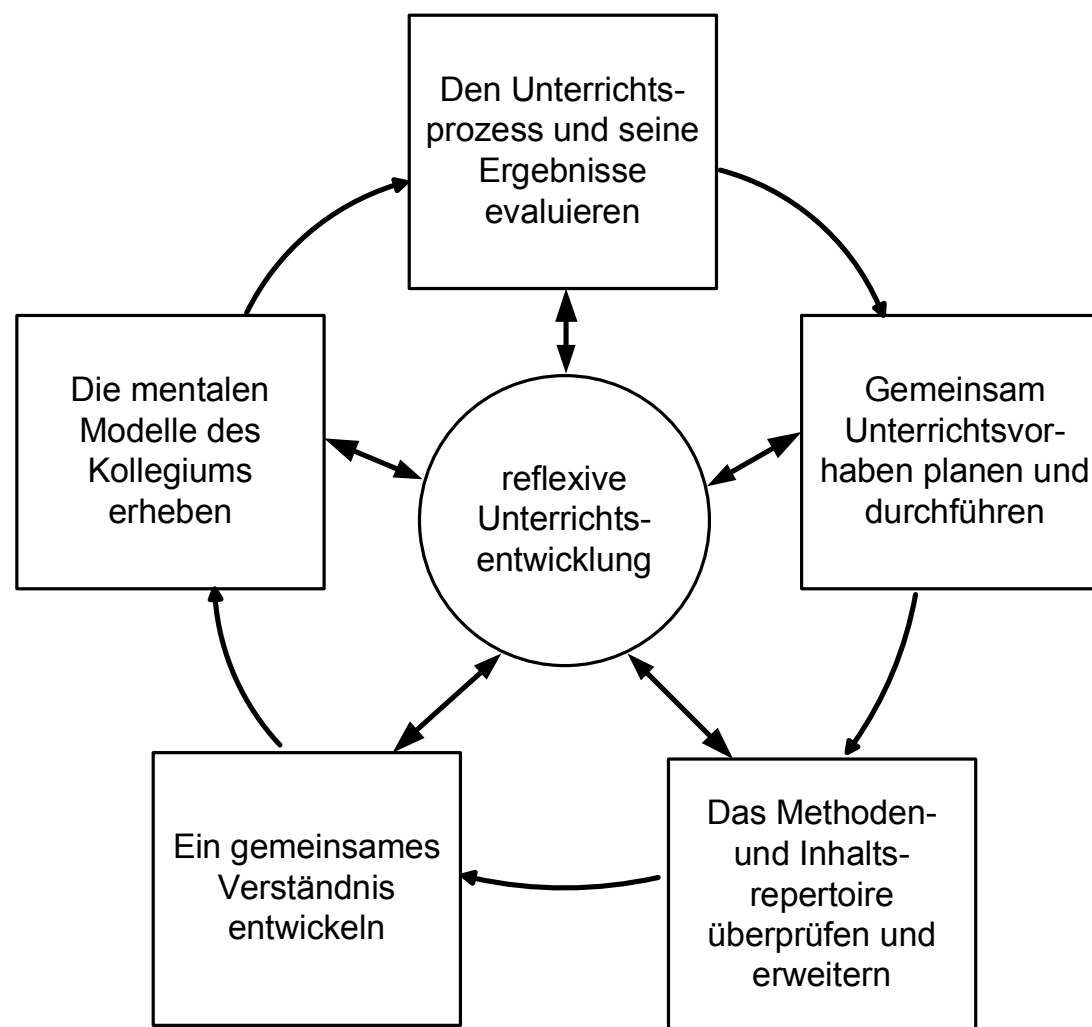 Den Unterrichts-
prozess und seine
Ergebnisse
evaluieren
Die mentalen
Modelle des
Kollegiums
erheben
Gemeinsam
Unterrichtsvor-
haben planen und
durchführen
reflexive
Unterrichts-
entwicklung
Ein gemeinsames
Verständnis
entwickeln
Das Methoden-
und Inhalts-
repertoire
überprüfen und
erweitern